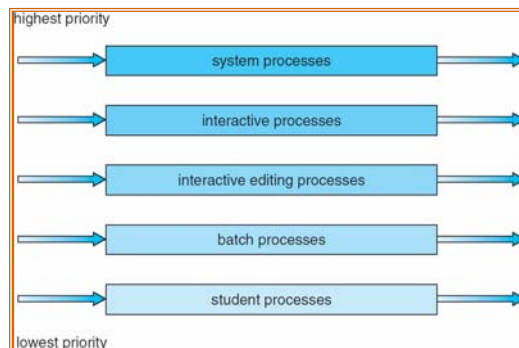 highest priority
system processes
interactive processes
interactive editing processes
batch processes
student processes
lowest priority